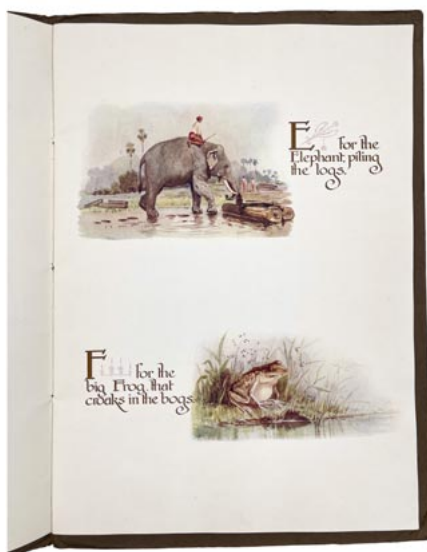 E for the
Elephant, piling
the logs.
F for the
big Frog that
croaks in the bogs